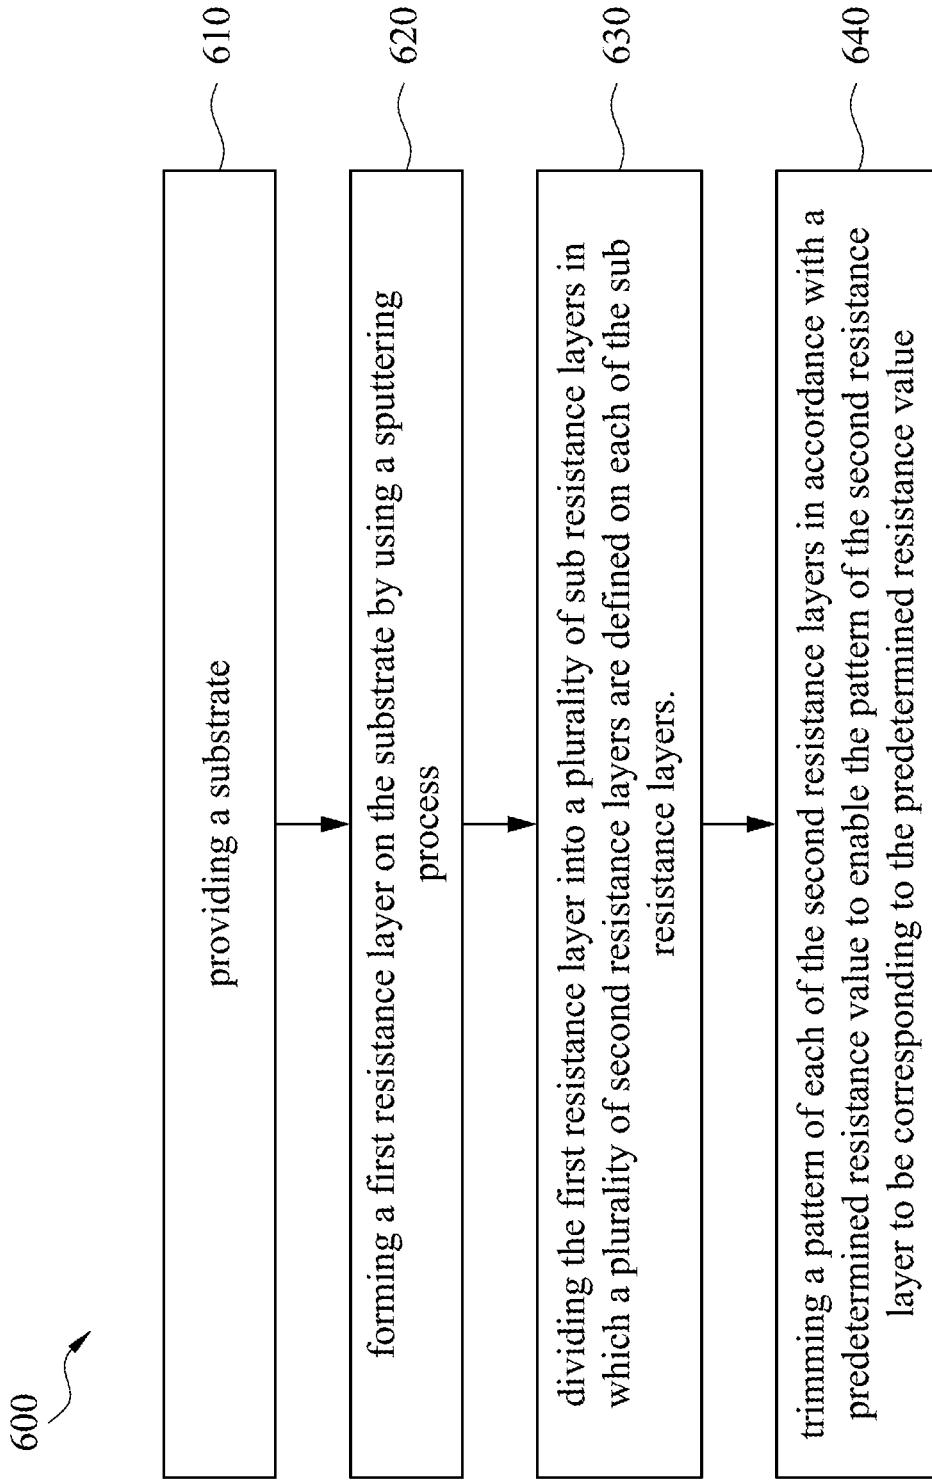 600
providing a substrate
610
forming a first resistance layer on the substrate by using a sputtering
process
620
dividing the first resistance layer into a plurality of sub resistance layers in
which a plurality of second resistance layers are defined on each of the sub
resistance layers.
630
trimming a pattern of each of the second resistance layers in accordance with a
predetermined resistance value to enable the pattern of the second resistance
layer to be corresponding to the predetermined resistance value
640